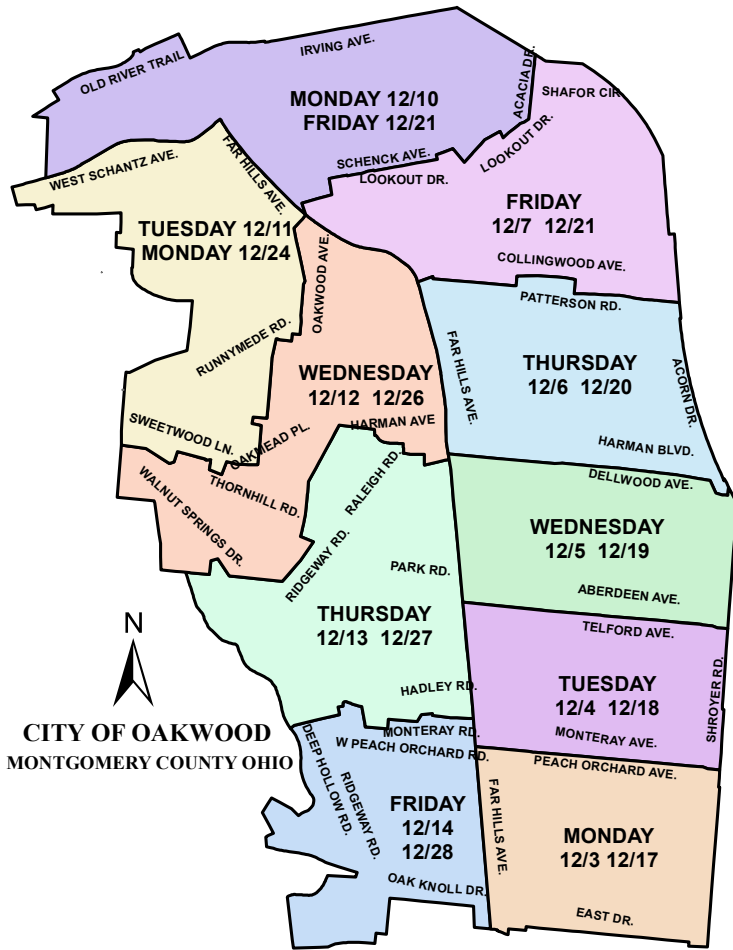 IRVING AVE.
OLD RIVER TRAIL
ACACIA DR.
SHAFOR CIR.
MONDAY 12/10
FRIDAY 12/21
LOOKOUT DR.
SCHENCK AVE.
LOOKOUT DR.
WEST SCHANTZ AVE.
FAR HILLS AVE.
FRIDAY
12/7 12/21
COLLINGWOOD AVE.
TUESDAY 12/11
MONDAY 12/24
OAKWOOD AVE.
RUNNYMEDE RD.
PATTERSON RD.
FAR HILLS AVE.
THURSDAY
12/6 12/20
ACORN DR.
HARMAN BLVD.
WEDNESDAY
12/12 12/26
HARMAN AVE
SWEETWOOD LN.
OAKMEAD PL.
THORNHILL RD.
WALNUT SPRINGS DR.
RALEIGH RD.
RIDGEWAY RD.
DELLWOOD AVE.
WEDNESDAY
12/5 12/19
ABERDEEN AVE.
PARK RD.
THURSDAY
12/13 12/27
HADLEY RD.
TELFORD AVE.
TUESDAY
12/4 12/18
SHROYER RD.
MONTERAY AVE.
N
CITY OF OAKWOOD
MONTGOMERY COUNTY OHIO
MONTERAY RD.
W PEACH ORCHARD RD.
DEEP HOLLOW RD.
RIDGEWAY RD.
FRIDAY
12/14
12/28
OAK KNOLL DR.
PEACH ORCHARD AVE.
FAR HILLS AVE.
MONDAY
12/3 12/17
EAST DR.